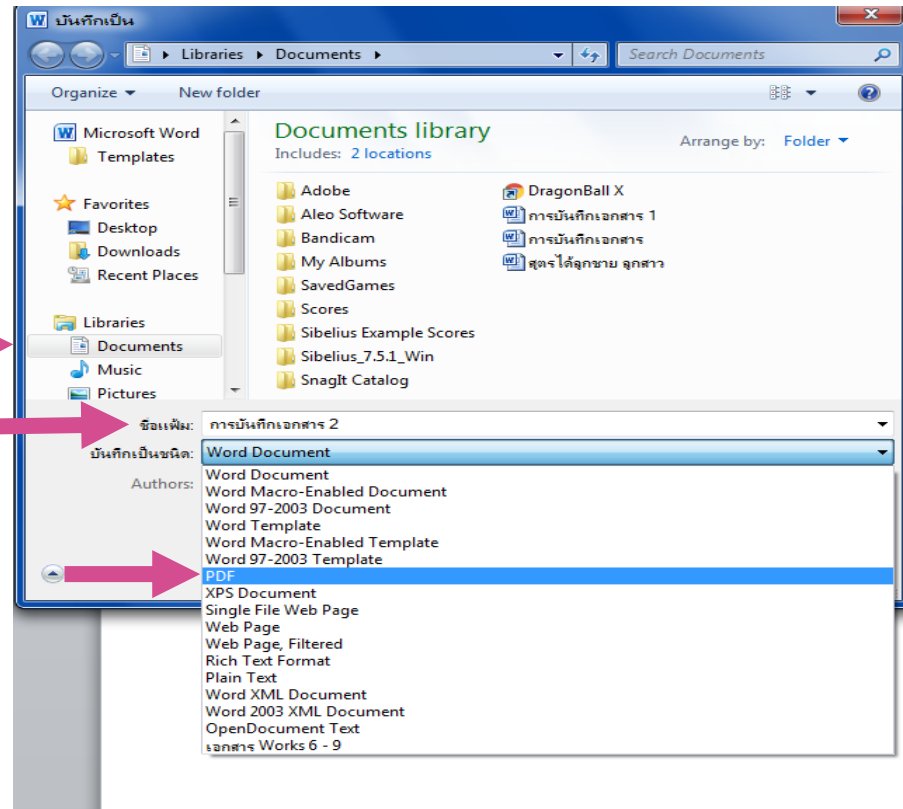 บันทึกเป็น
Libraries Documents
Search Documents
Organize New folder
Microsoft Word
Templates
Favorites
Desktop
Downloads
Recent Places
Libraries
Documents
Music
Pictures
Documents library
Includes: 2 locations
Arrange by: Folder
Adobe
Aleo Software
Bandicam
My Albums
SavedGames
Scores
Sibelius Example Scores
Sibelius_7.5.1_Win
SnagIt Catalog
DragonBall X
การบันทึกเอกสาร 1
การบันทึกเอกสาร
สูตรได้ลูกชาย ลูกสาว
ชื่อแฟ้ม: การบันทึกเอกสาร 2
บันทึกเป็นชนิด: Word Document
Authors:
Word Document
Word Macro-Enabled Document
Word 97-2003 Document
Word Template
Word Macro-Enabled Template
Word 97-2003 Template
PDF
XPS Document
Single File Web Page
Web Page
Web Page, Filtered
Rich Text Format
Plain Text
Word XML Document
Word 2003 XML Document
OpenDocument Text
เอกสาร Works 6 - 9